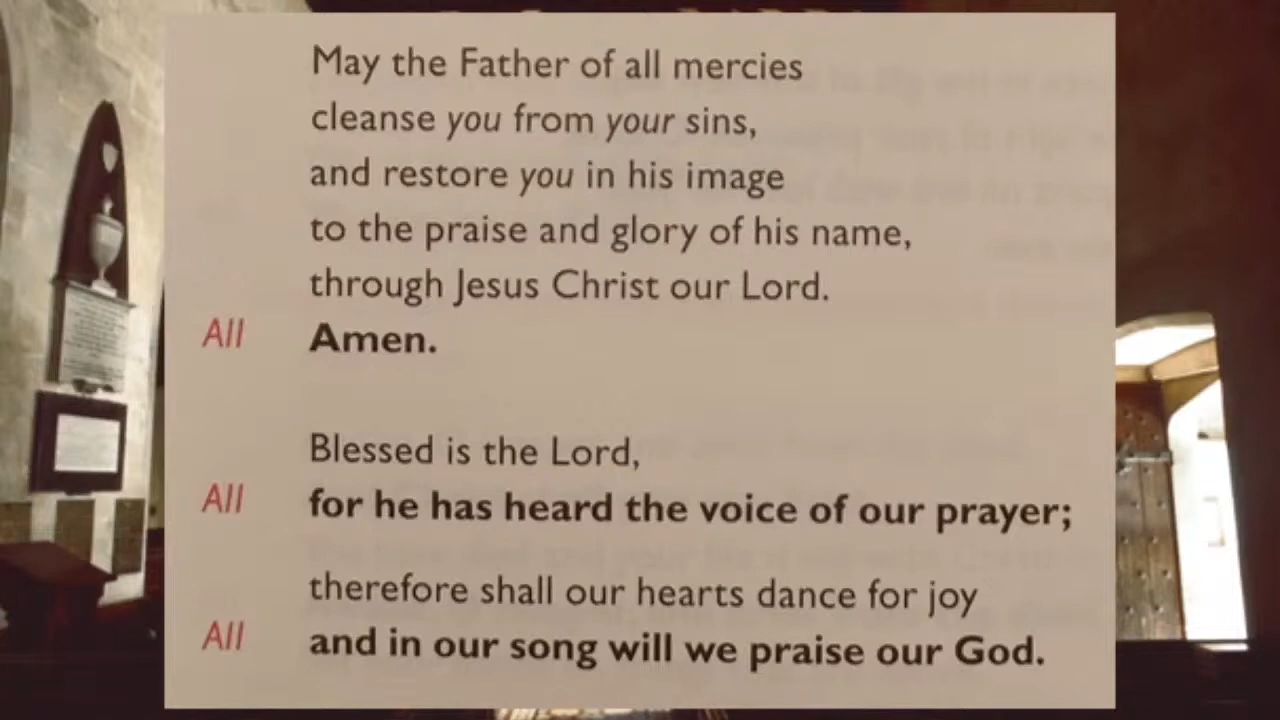 May the Father of all mercies
cleanse you from your sins,
and restore you in his image
to the praise and glory of his name,
through Jesus Christ our Lord.
All Amen.
Blessed is the Lord,
All for he has heard the voice of our prayer;
therefore shall our hearts dance for joy
All and in our song will we praise our God.